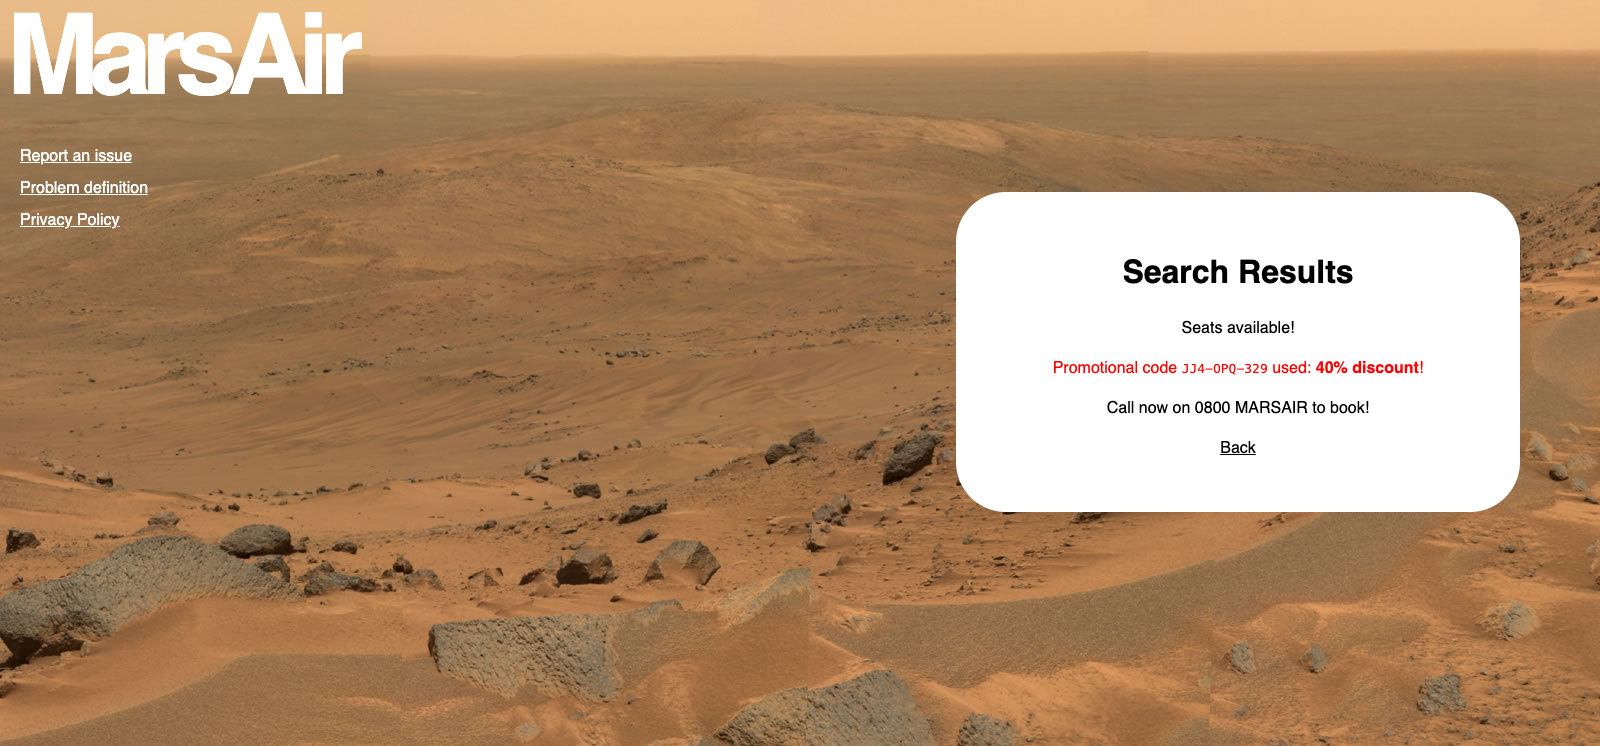 MarsAir
Report an issue
Problem definition
Privacy Policy
Search Results
Seats available!
Promotional code JJ4-OPQ-329 used: 40% discount!
Call now on 0800 MARSAIR to book!
Back